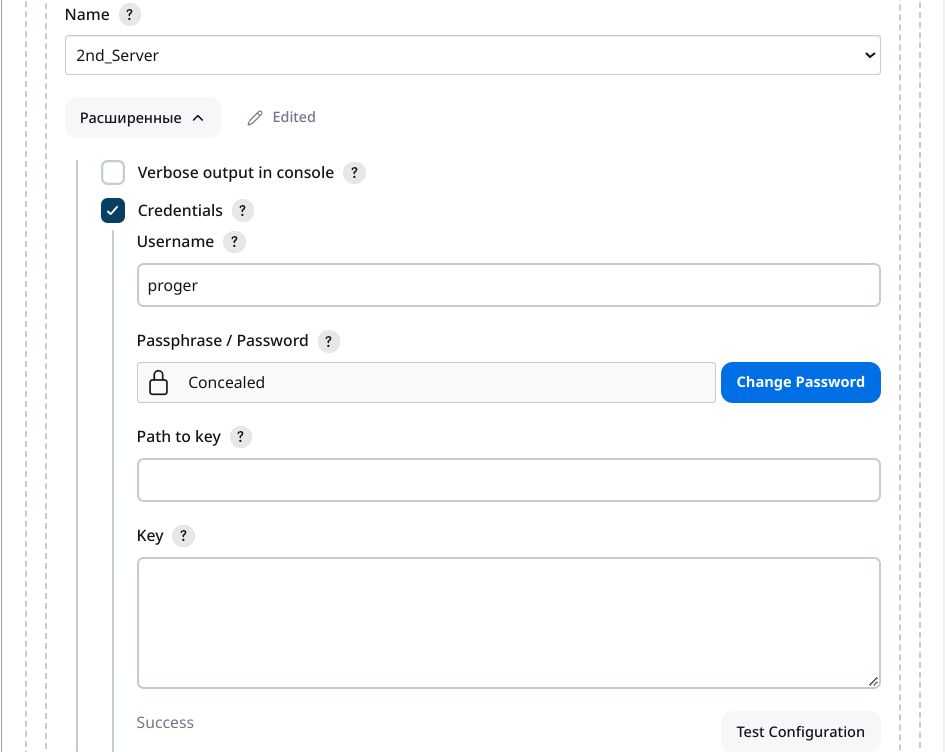 Name ?
2nd_Server
Расширенные Edited
Verbose output in console ?
Credentials ?
Username ?
proger
Passphrase / Password ?
Concealed Change Password
Path to key ?
Key ?
Success
Test Configuration